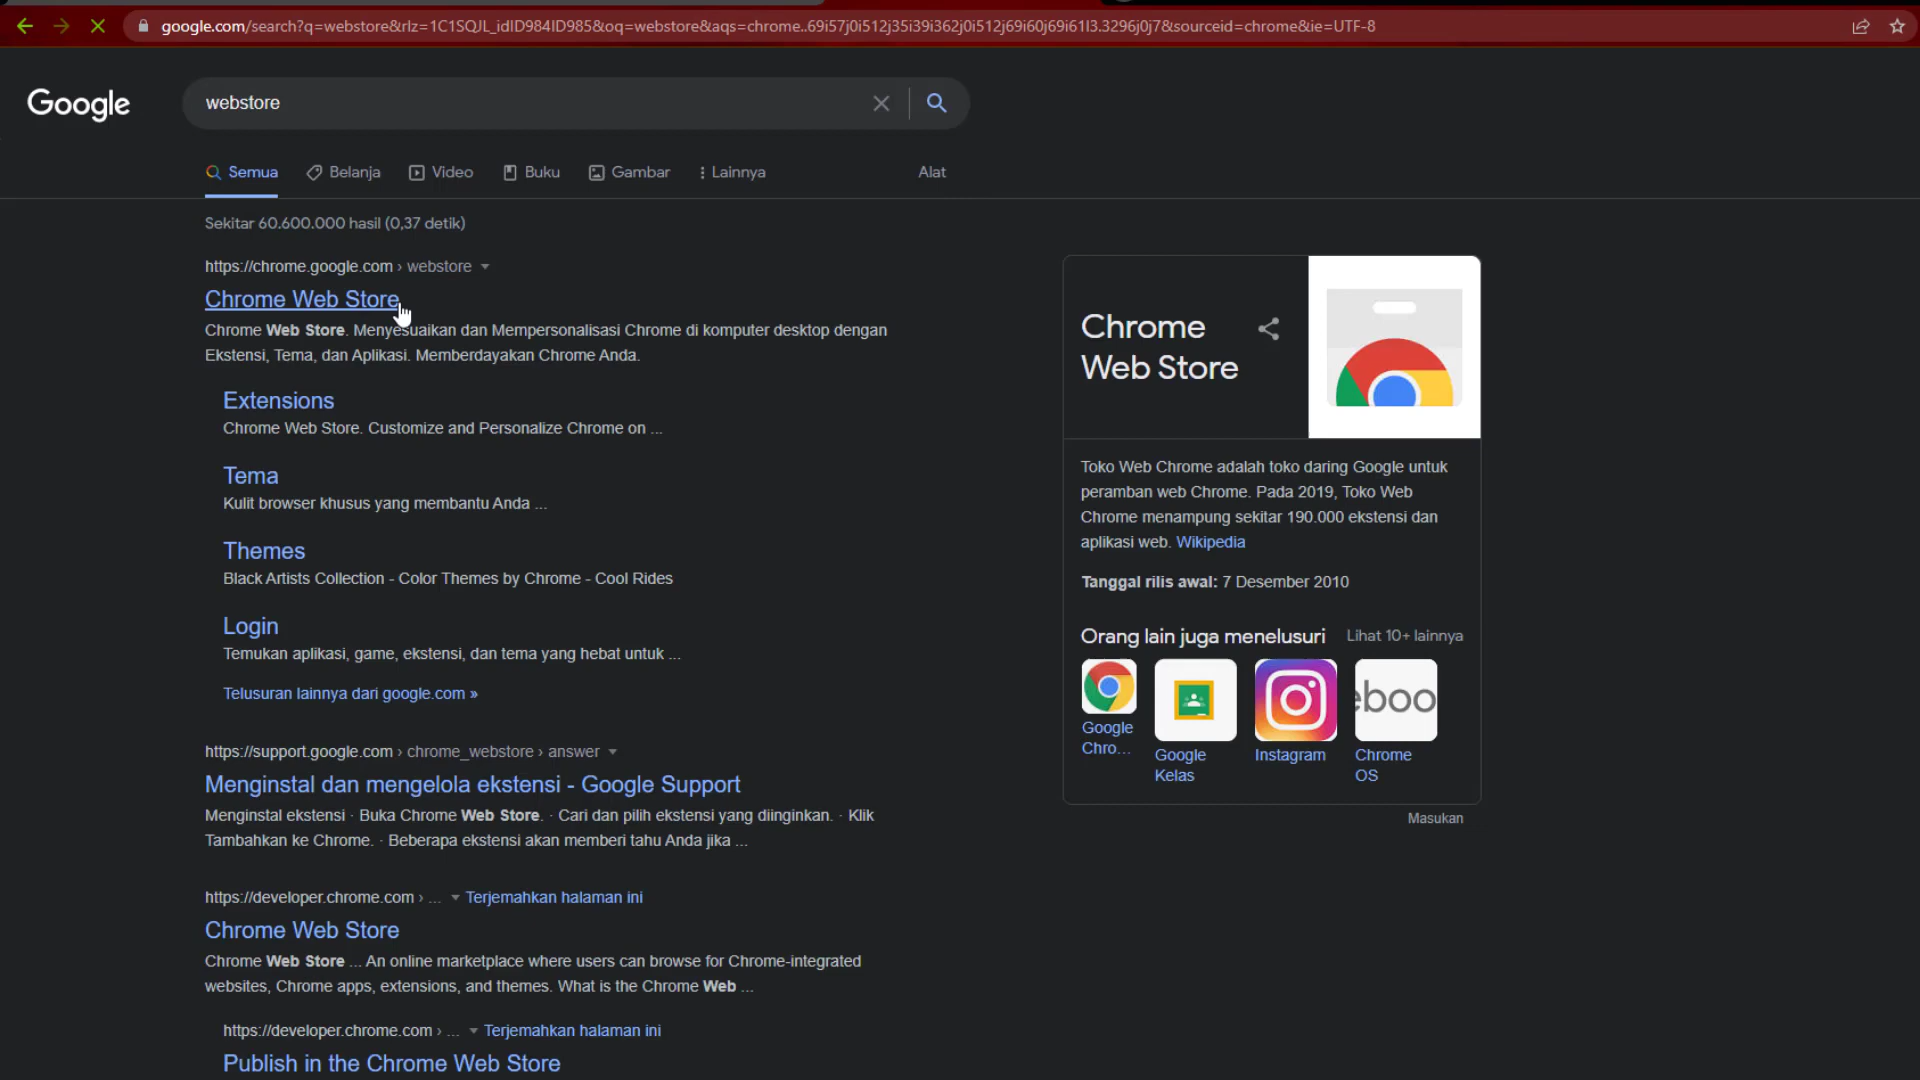 google.com/search?q=webstore&rlz=1C1SQJL_idID984ID985&oq=webstore&aqs=chrome..69i57j0i512j35i39i362j0i512j69i60j69i61l3.3296j0j7&sourceid=chrome&ie=UTF-8
Google
webstore
Semua Belanja Video Buku Gambar Lainnya Alat
Sekitar 60.600.000 hasil (0,37 detik)
https://chrome.google.com › webstore
Chrome Web Store
Chrome Web Store. Menyesuaikan dan Mempersonalisasi Chrome di komputer desktop dengan
Ekstensi, Tema, dan Aplikasi. Memberdayakan Chrome Anda.
Extensions
Chrome Web Store. Customize and Personalize Chrome on ...
Tema
Kulit browser khusus yang membantu Anda ...
Themes
Black Artists Collection - Color Themes by Chrome - Cool Rides
Login
Temukan aplikasi, game, ekstensi, dan tema yang hebat untuk ...
Telusuran lainnya dari google.com »
https://support.google.com › chrome_webstore › answer
Menginstal dan mengelola ekstensi - Google Support
Menginstal ekstensi · Buka Chrome Web Store. · Cari dan pilih ekstensi yang diinginkan. · Klik
Tambahkan ke Chrome. · Beberapa ekstensi akan memberi tahu Anda jika ...
https://developer.chrome.com › ... Terjemahkan halaman ini
Chrome Web Store
Chrome Web Store ... An online marketplace where users can browse for Chrome-integrated
websites, Chrome apps, extensions, and themes. What is the Chrome Web ...
https://developer.chrome.com › ... Terjemahkan halaman ini
Publish in the Chrome Web Store
Chrome
Web Store
Toko Web Chrome adalah toko daring Google untuk
peramban web Chrome. Pada 2019, Toko Web
Chrome menampung sekitar 190.000 ekstensi dan
aplikasi web. Wikipedia
Tanggal rilis awal: 7 Desember 2010
Orang lain juga menelusuri Lihat 10+ lainnya
eboo
Google
Chro...
Google
Kelas
Instagram
Chrome
OS
Masukan